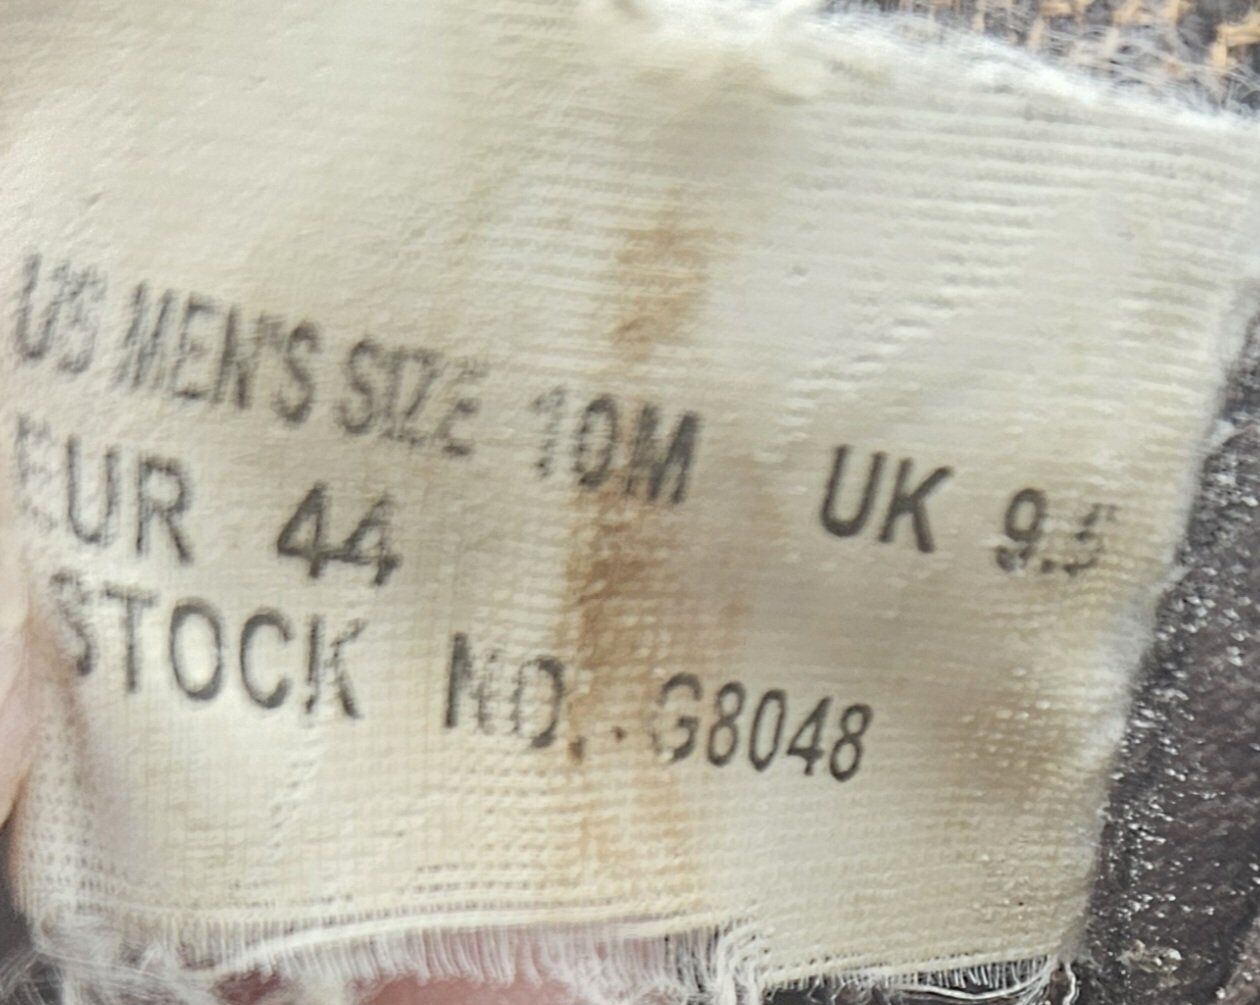 US MEN'S SIZE 10M UK 9.5
EUR 44
STOCK NO. G8048